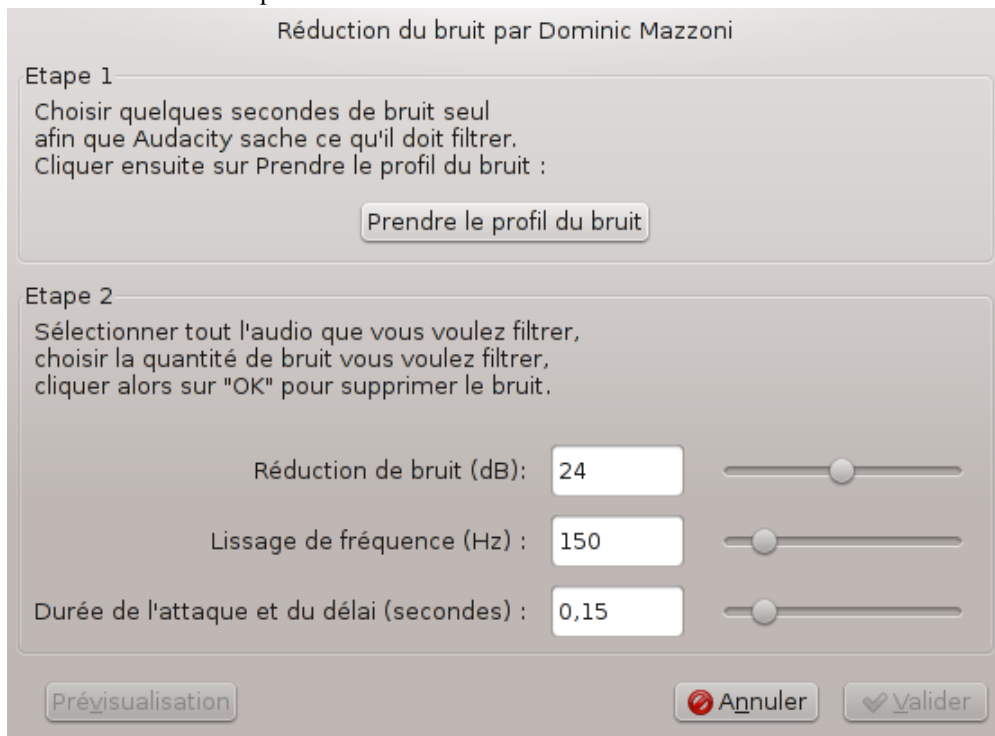 Réduction du bruit par Dominic Mazzoni
Etape 1
Choisir quelques secondes de bruit seul
afin que Audacity sache ce qu'il doit filtrer.
Cliquer ensuite sur Prendre le profil du bruit :
Prendre le profil du bruit
Etape 2
Sélectionner tout l'audio que vous voulez filtrer,
choisir la quantité de bruit vous voulez filtrer,
cliquer alors sur "OK" pour supprimer le bruit.
Réduction de bruit (dB): 24
Lissage de fréquence (Hz) : 150
Durée de l'attaque et du délai (secondes) : 0,15
Prévisualisation Annuler Valider